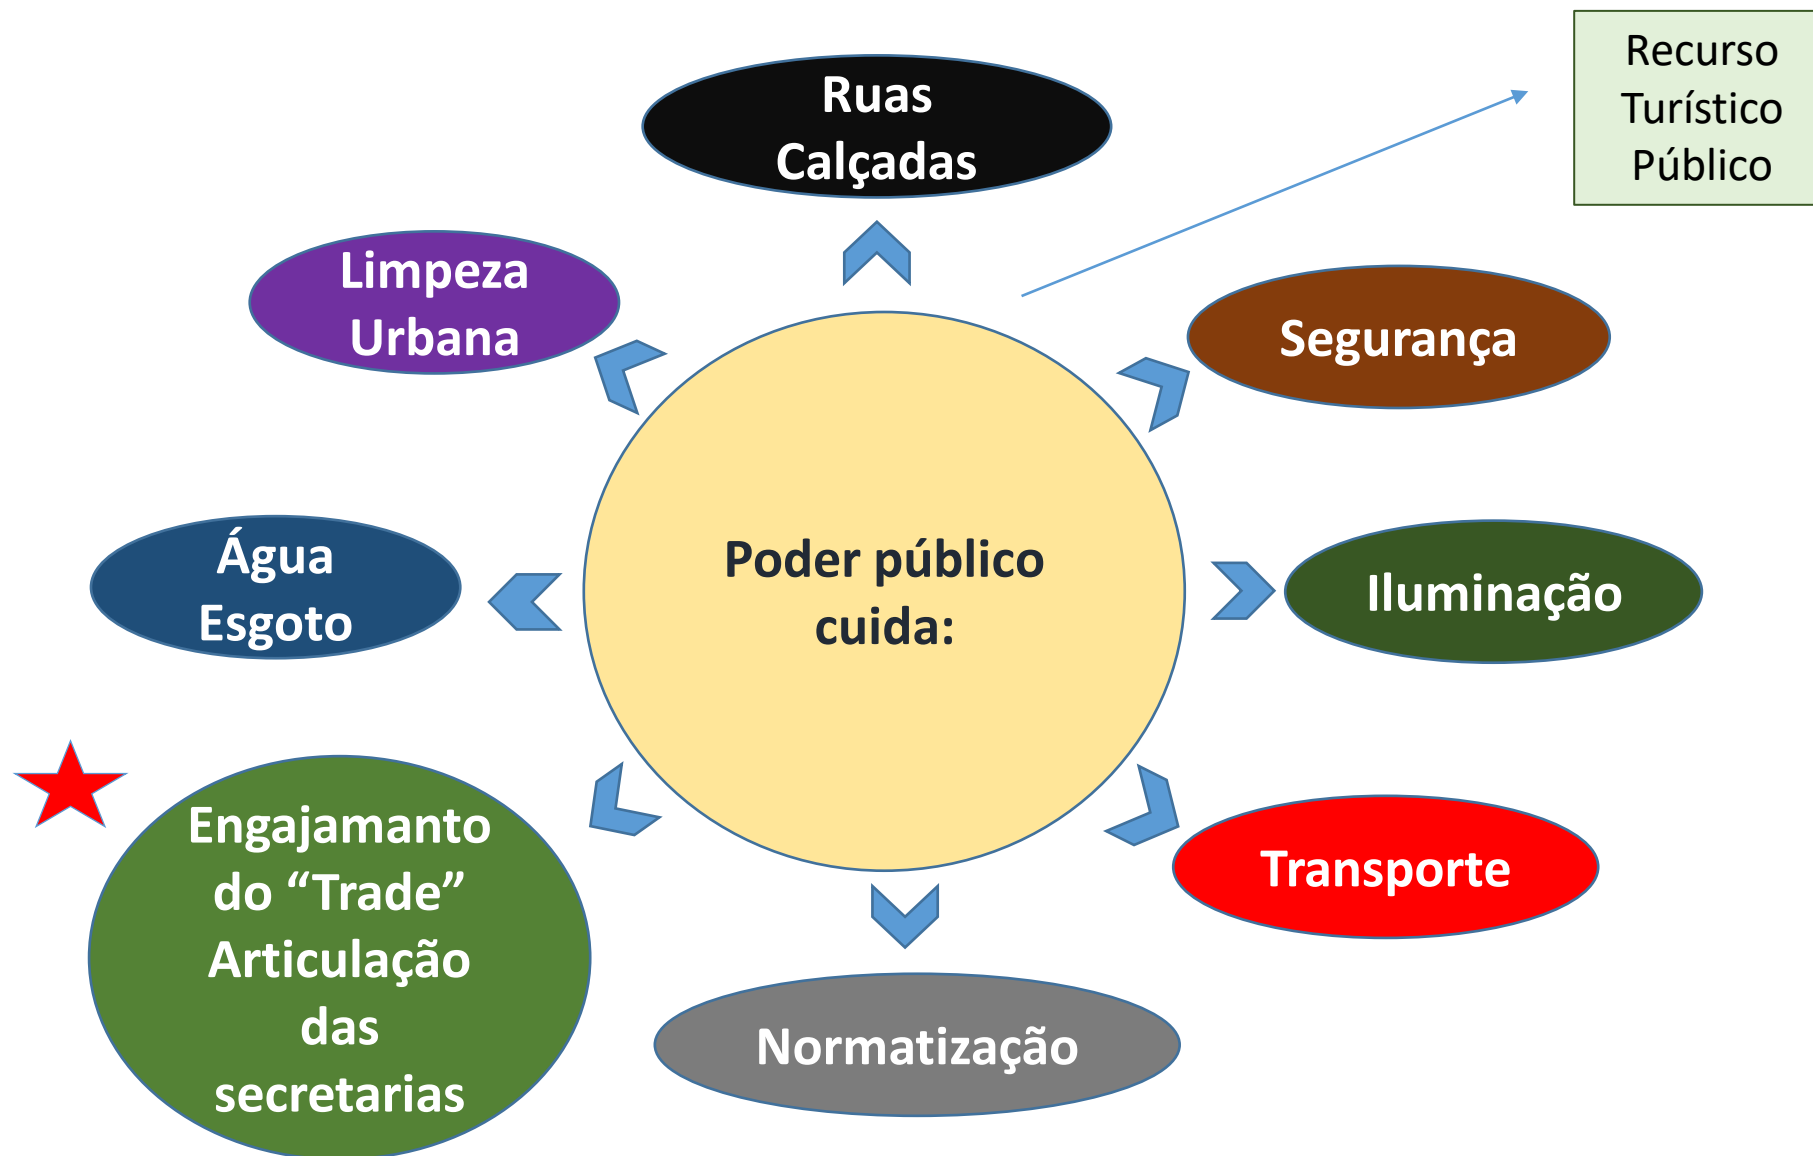 Recurso
Turístico
Público
Ruas
Calçadas
Limpeza
Urbana
Segurança
Água
Esgoto
Poder público
cuida:
Iluminação
Engajamanto
do “Trade”
Articulação
das
secretarias
Transporte
Normatização